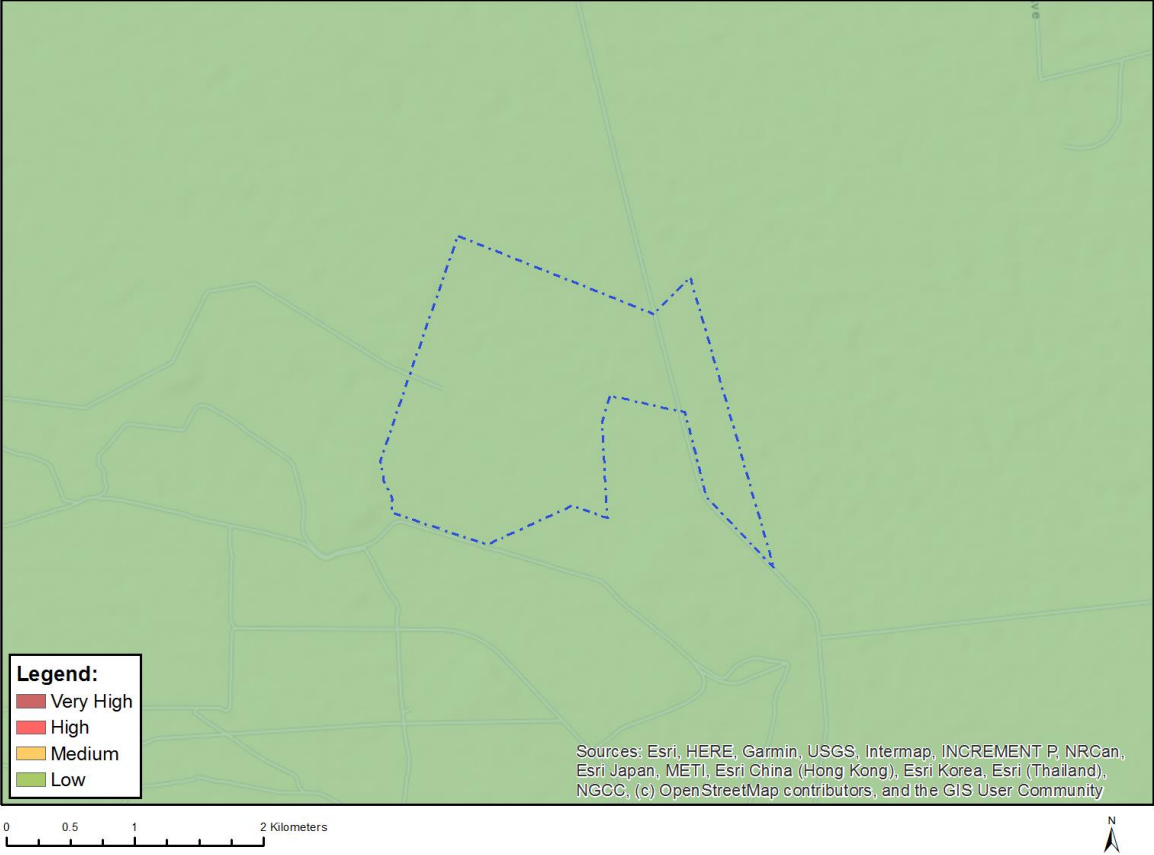 ve
Legend:
Very High
High
Medium
Low
Sources: Esri, HERE, Garmin, USGS, Intermap, INCREMENT P, NRCan,
Esri Japan, METI, Esri China (Hong Kong), Esri Korea, Esri (Thailand),
NGCC, (c) OpenStreetMap contributors, and the GIS User Community
0 0.5 1 2 Kilometers
N